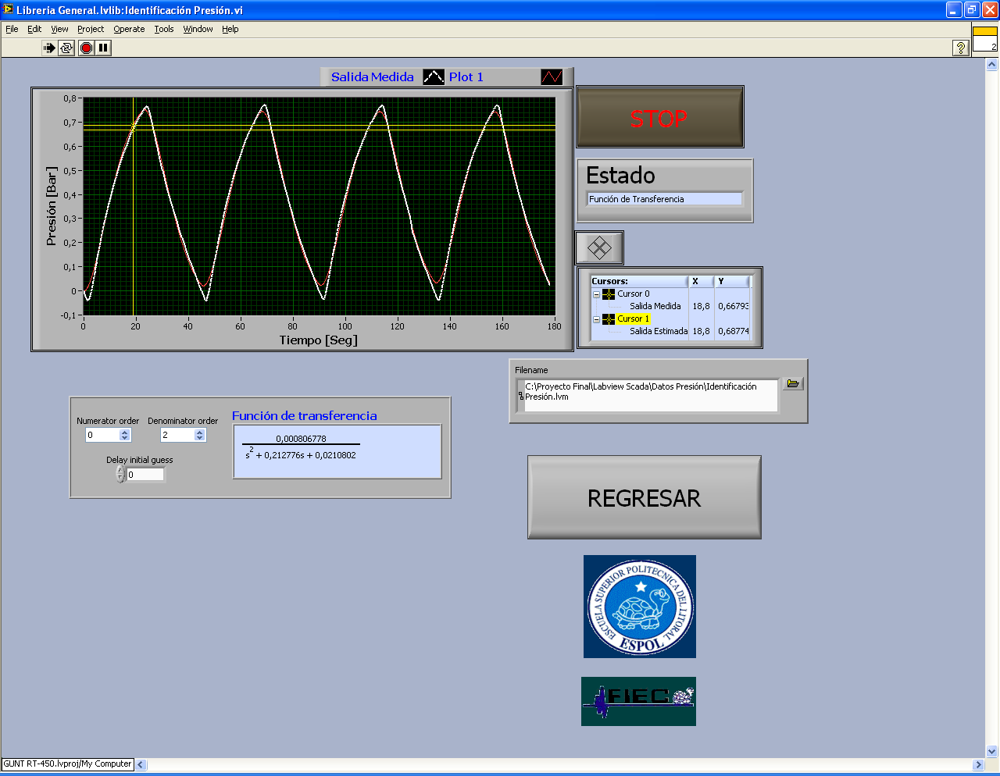 Libreria General.lvlib:Identificación Presión.vi
File Edit View Project Operate Tools Window Help
2
Salida Medida Plot 1
Presión [Bar]
0,8
0,7
0,6
0,5
0,4
0,3
0,2
0,1
0
-0,1
0 20 40 60 80 100 120 140 160 180
Tiempo [Seg]
STOP
Estado
Función de Transferencia
Cursors: X Y
Cursor 0
Salida Medida 18,8 0,66793
Cursor 1
Salida Estimada 18,8 0,68774
Filename
C:\Proyecto Final\Labview Scada\Datos Presión\Identificación
Presión.lvm
Numerator order Denominator order
0 2
Delay initial guess
0
Función de transferencia
0,000806778
s2 + 0,212776s + 0,0210802
REGRESAR
ESCUELA SUPERIOR POLITECNICA DEL LITORAL
ESPOL
FIEC
GUNT RT-450.lvproj/My Computer